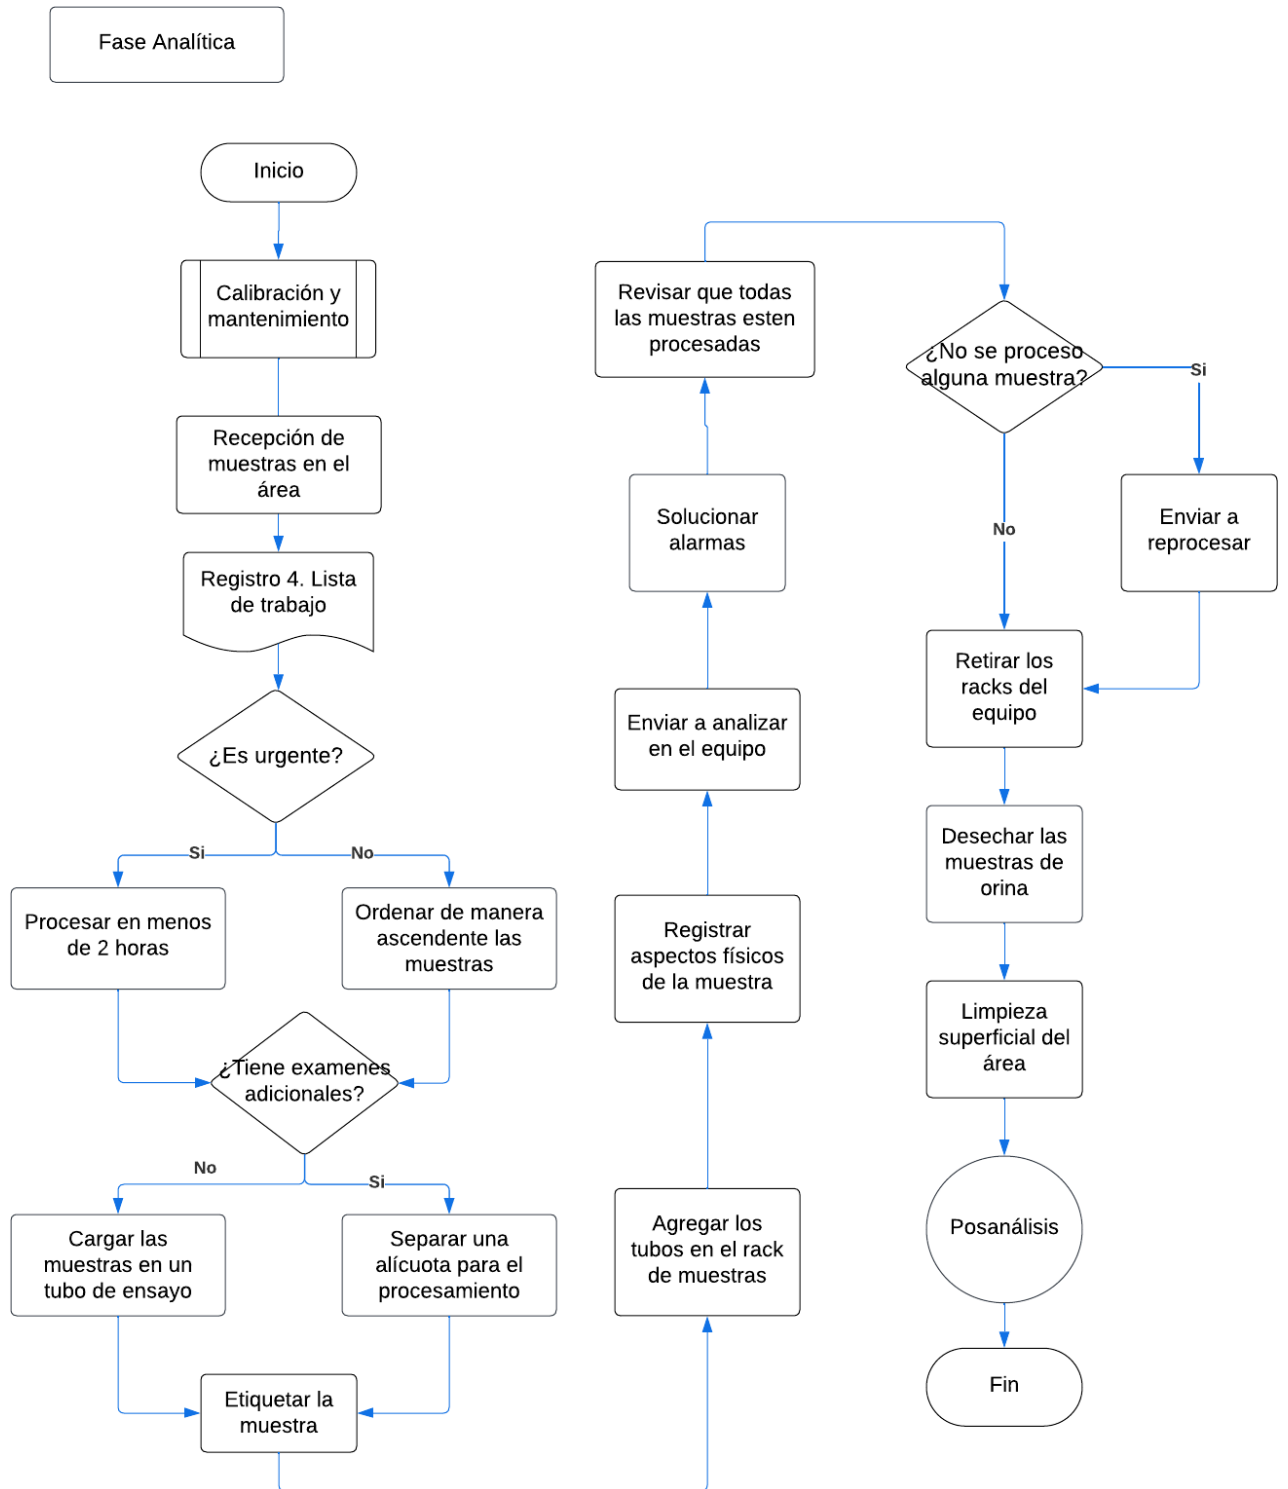 Fase Analítica
Inicio
Calibración y
mantenimiento
Recepción de
muestras en el
área
Registro 4. Lista
de trabajo
¿Es urgente?
Si
No
Procesar en menos
de 2 horas
Ordenar de manera
ascendente las
muestras
¿Tiene examenes
adicionales?
No
Si
Cargar las
muestras en un
tubo de ensayo
Separar una
alícuota para el
procesamiento
Etiquetar la
muestra
Agregar los
tubos en el rack
de muestras
Registrar
aspectos físicos
de la muestra
Enviar a analizar
en el equipo
Solucionar
alarmas
Revisar que todas
las muestras esten
procesadas
¿No se proceso
alguna muestra?
Si
No
Enviar a
reprocesar
Retirar los
racks del
equipo
Desechar las
muestras de
orina
Limpieza
superficial del
área
Posanálisis
Fin